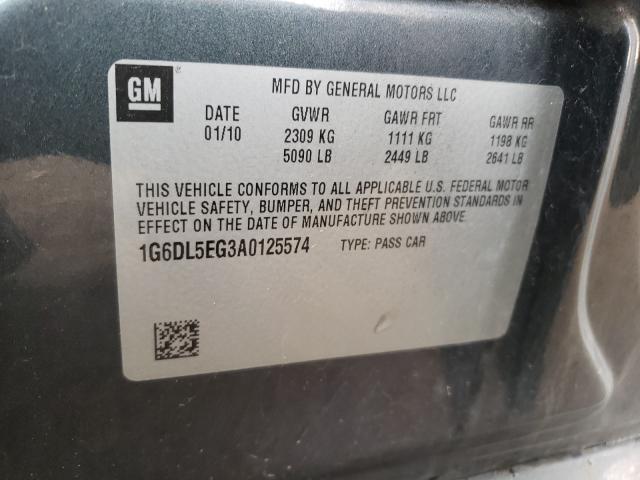 GM
MFD BY GENERAL MOTORS LLC
DATE GVWR GAWR FRT GAWR RR
01/10 2309 KG 1111 KG 1198 KG
5090 LB 2449 LB 2641 LB
THIS VEHICLE CONFORMS TO ALL APPLICABLE U.S. FEDERAL MOTOR
VEHICLE SAFETY, BUMPER, AND THEFT PREVENTION STANDARDS IN
EFFECT ON THE DATE OF MANUFACTURE SHOWN ABOVE.
1G6DL5EG3A0125574 TYPE: PASS CAR